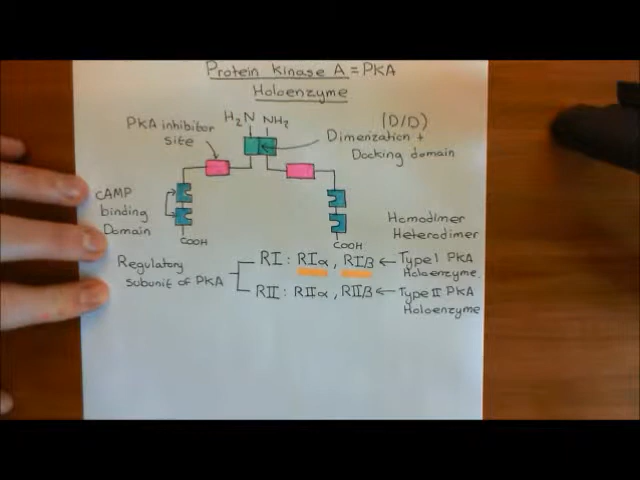 Protein Kinase A = PKA
Holoenzyme
H₂N NH₂
(D/D)
PKA inhibitor
site
Dimerization +
Docking domain
cAMP
binding
Domain
COOH
COOH
Homodimer
Heterodimer
Regulatory
subunit of PKA
RI : RIα , RIβ ← Type I PKA
Holoenzyme.
RII : RIIα , RIIβ ← Type II PKA
Holoenzyme